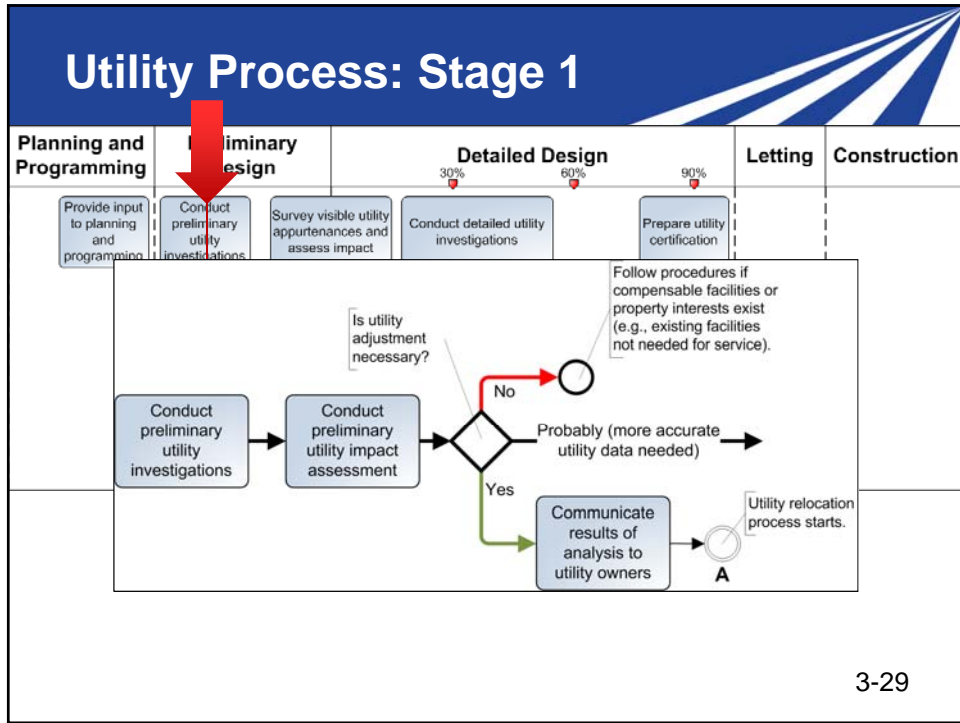 Utility Process: Stage 1
Planning and
Programming
Design
Detailed Design
30%
60%
90%
Letting
Construction
Provide input
to planning
and
programming
Conduct
preliminary
utility
investigations
Survey visible utility
appurtenances and
assess impact
Conduct detailed utility
investigations
Prepare utility
certification
Follow procedures if
compensable facilities or
property interests exist
(e.g., existing facilities
not needed for service).
Is utility
adjustment
necessary?
No
Conduct
preliminary
utility
investigations
Conduct
preliminary
utility impact
assessment
Probably (more accurate
utility data needed)
Yes
Communicate
results of
analysis to
utility owners
Utility relocation
process starts.
A
3-29